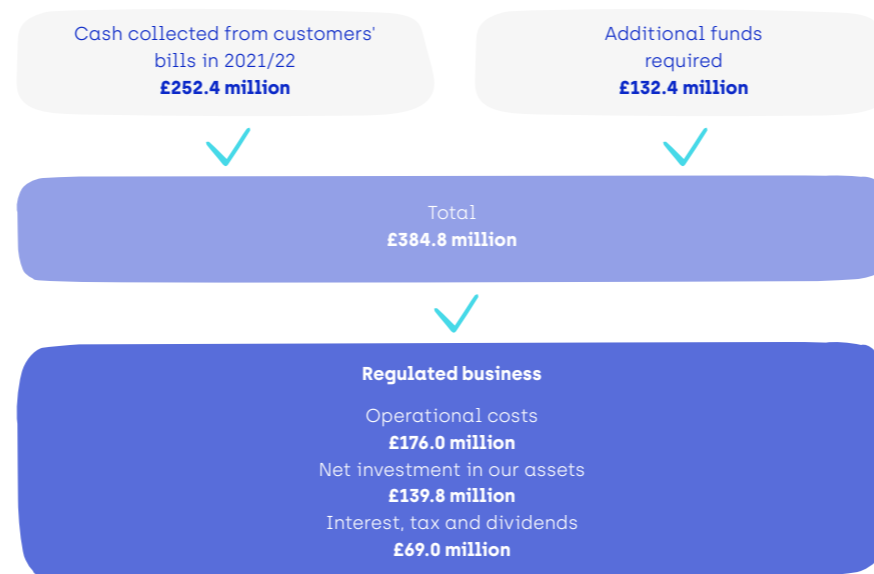 Cash collected from customers'
bills in 2021/22
£252.4 million
Additional funds
required
£132.4 million
Total
£384.8 million
Regulated business
Operational costs
£176.0 million
Net investment in our assets
£139.8 million
Interest, tax and dividends
£69.0 million